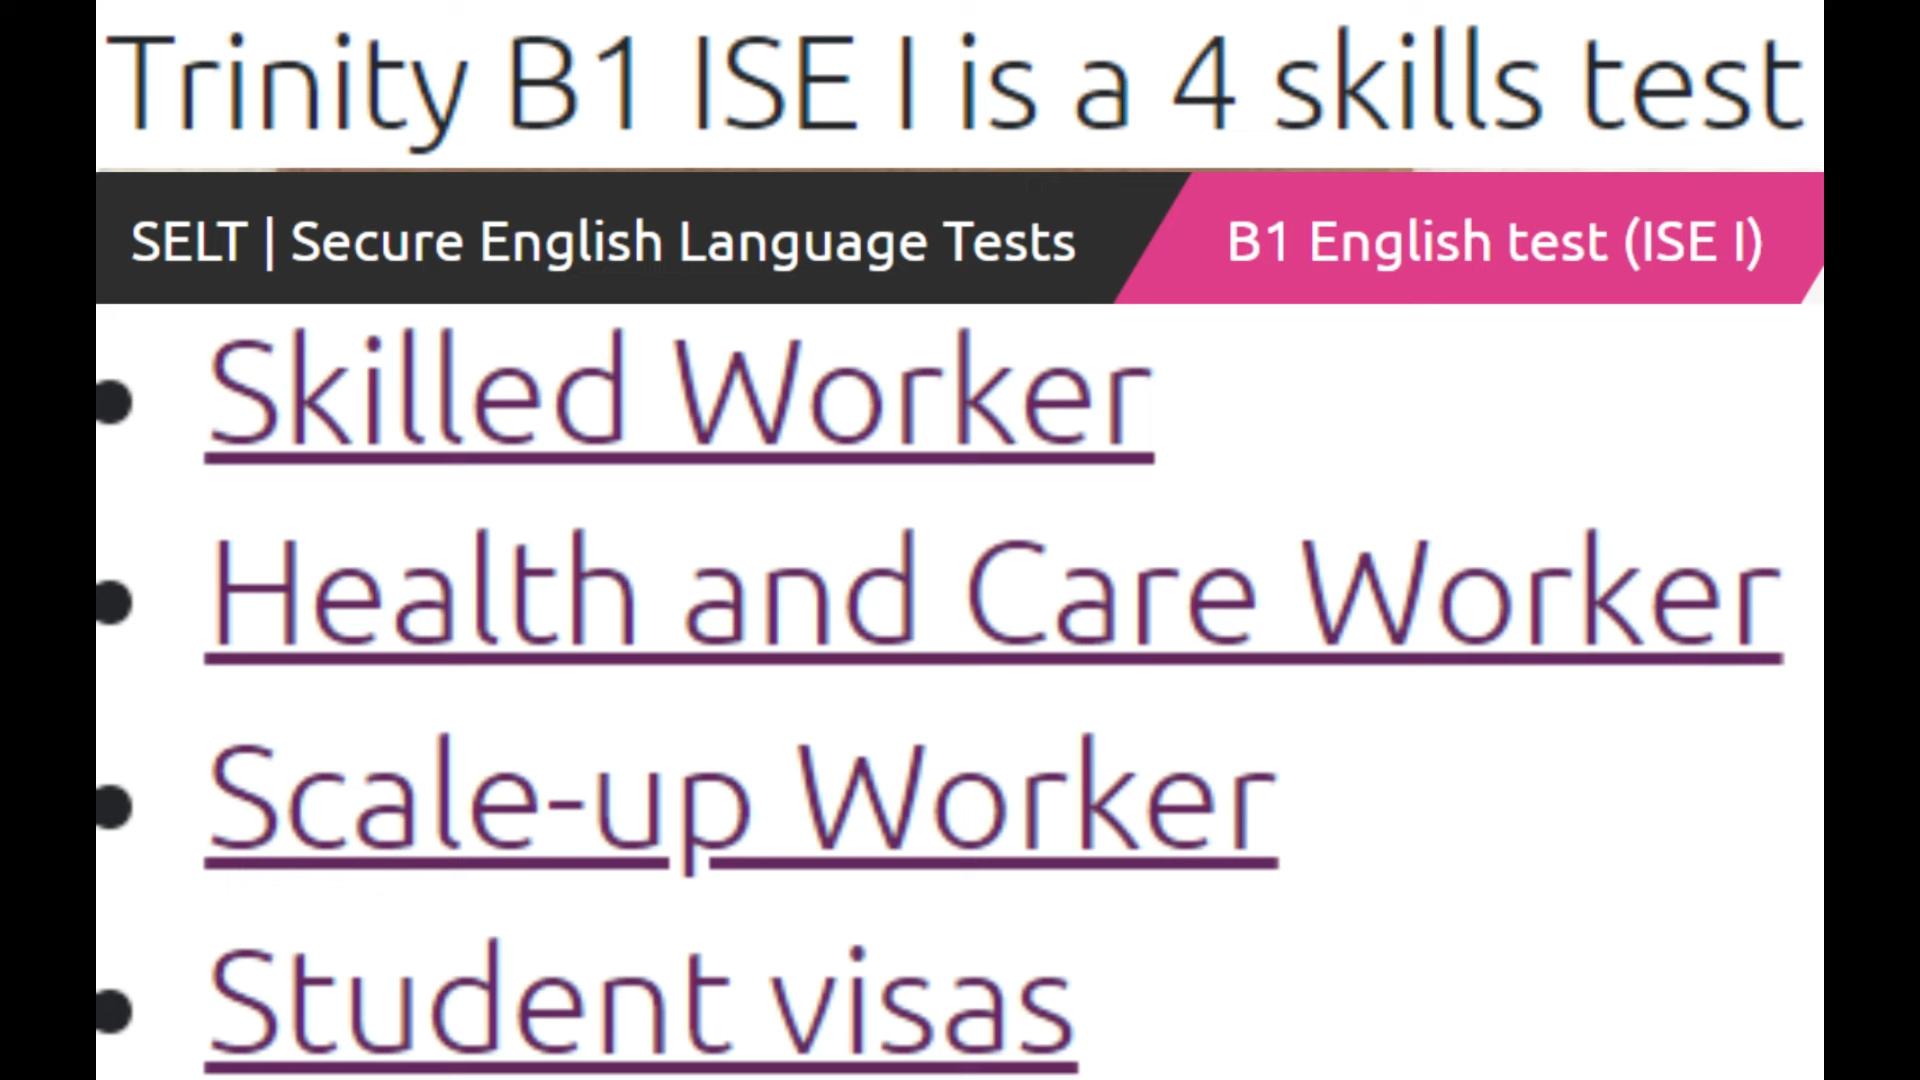 Trinity B1 ISE I is a 4 skills test
SELT | Secure English Language Tests
B1 English test (ISE I)
• Skilled Worker
• Health and Care Worker
• Scale-up Worker
• Student visas